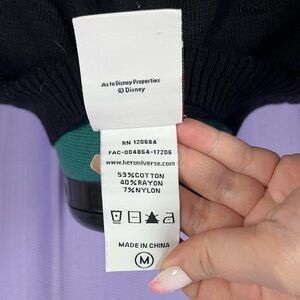 As to Disney Properties
© Disney
RN 120684
FAC-004864-17206
www.heruniverse.com
53%COTTON
40%RAYON
7%NYLON
MADE IN CHINA
M